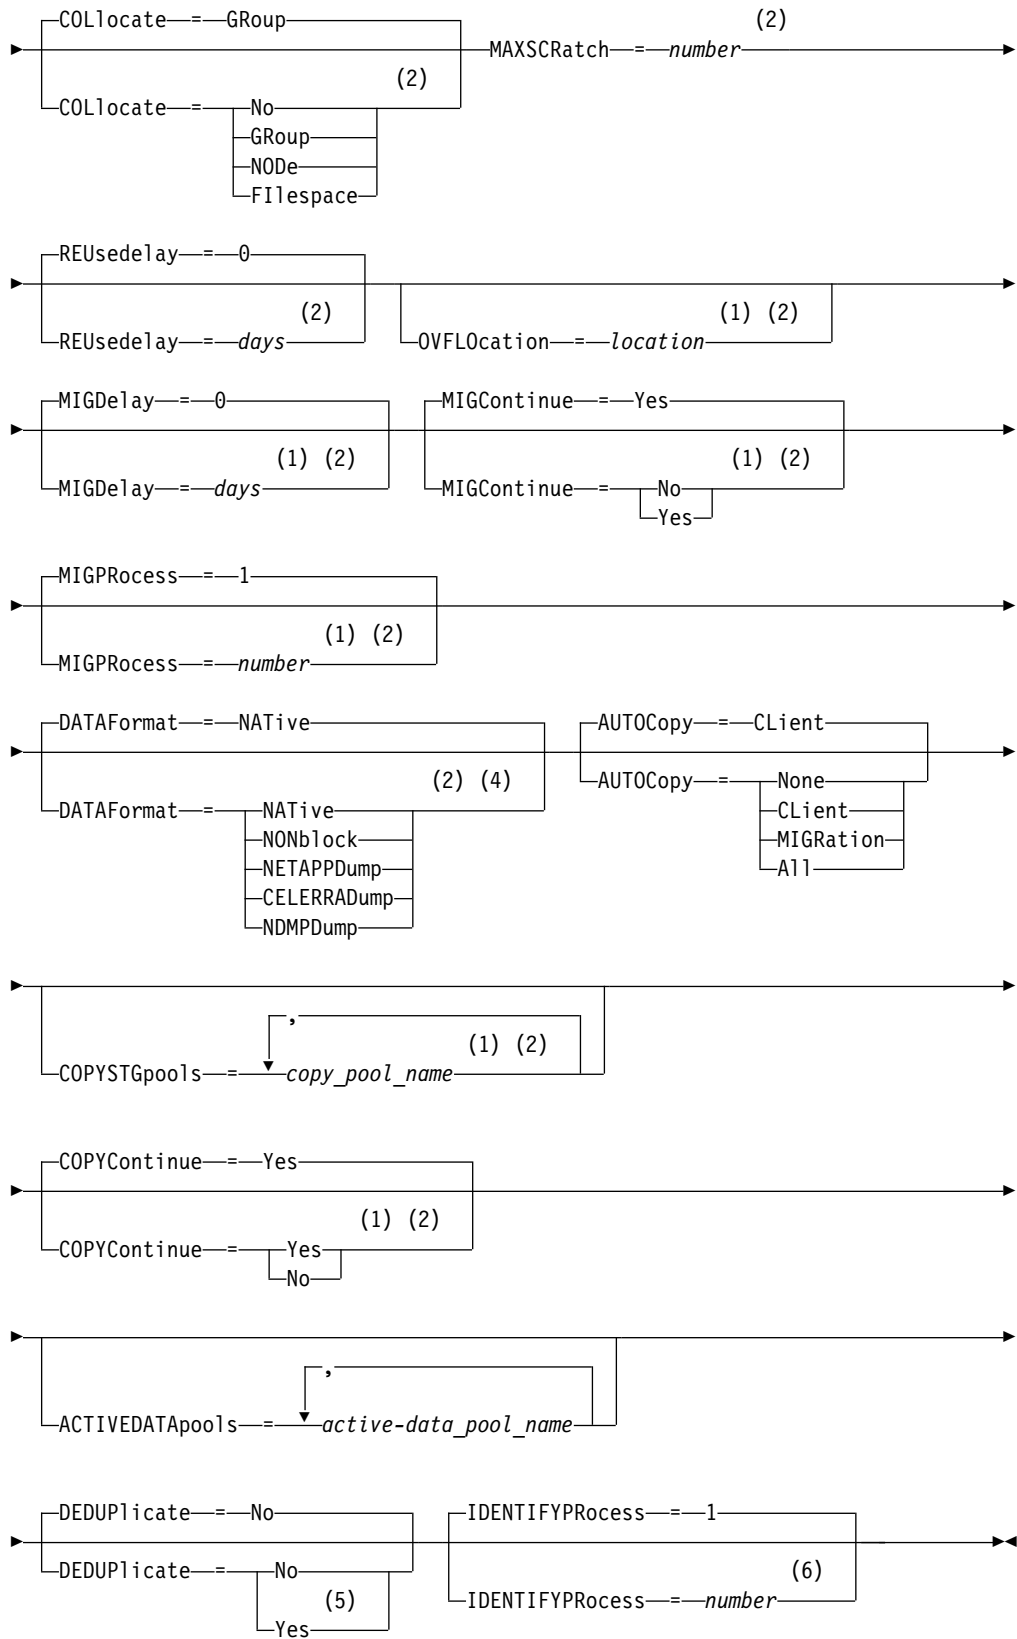 COLlocate = GRoup
(2)
MAXSCRatch = number
(2)
COLlocate = No
GRoup
NODe
FIlespace
REUsedelay = 0
(2)
REUsedelay = days
(1) (2)
OVFLOcation = location
MIGDelay = 0
MIGContinue = Yes
(1) (2)
(1) (2)
MIGDelay = days
MIGContinue = No
Yes
MIGPRocess = 1
(1) (2)
MIGPRocess = number
DATAFormat = NATive
AUTOCopy = CLient
(2) (4)
AUTOCopy = None
DATAFormat = NATive
CLient
NONblock
MIGRation
NETAPPDump
All
CELERRADump
NDMPDump
,
(1) (2)
COPYSTGpools = copy_pool_name
COPYContinue = Yes
(1) (2)
COPYContinue = Yes
No
,
ACTIVEDATApools = active-data_pool_name
DEDUPlicate = No
IDENTIFYPRocess = 1
DEDUPlicate = No
(6)
(5)
IDENTIFYPRocess = number
Yes